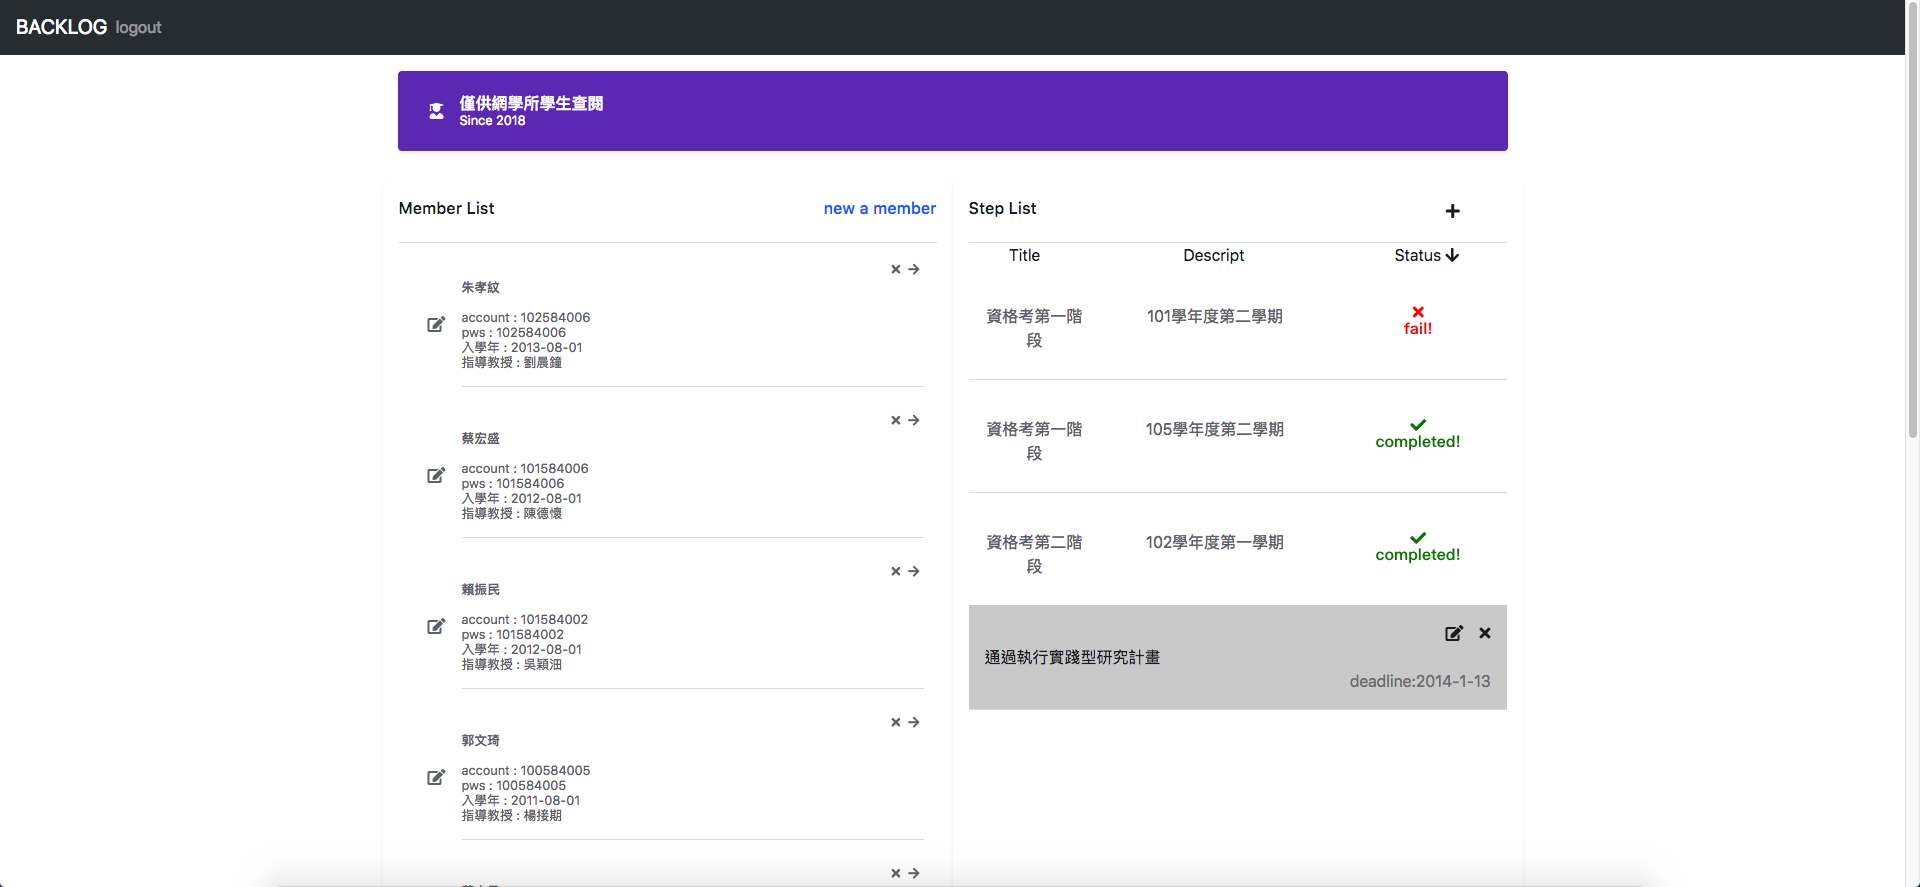 BACKLOG logout
僅供網學所學生查閱
Since 2018
Member List new a member
朱孝紋
account : 102584006
pws : 102584006
入學年 : 2013-08-01
指導教授 : 劉晨鐘
蔡宏盛
account : 101584006
pws : 101584006
入學年 : 2012-08-01
指導教授 : 陳德懷
賴振民
account : 101584002
pws : 101584002
入學年 : 2012-08-01
指導教授 : 吳穎沺
郭文琦
account : 100584005
pws : 100584005
入學年 : 2011-08-01
指導教授 : 楊接期
Step List
Title Descript Status
資格考第一階段 101學年度第二學期 fail!
資格考第一階段 105學年度第二學期 completed!
資格考第二階段 102學年度第一學期 completed!
通過執行實踐型研究計畫
deadline:2014-1-13